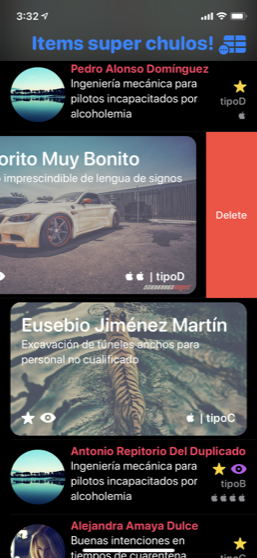 3:32
Items super chulos!
Pedro Alonso Domínguez
Ingeniería mecánica para
pilotos incapacitados por
alcoholemia
tipoD
orito Muy Bonito
imprescindible de lengua de signos
| tipoD
Delete
Eusebio Jiménez Martín
Excavación de túneles anchos para
personal no cualificado
| tipoC
Antonio Repitorio Del Duplicado
Ingeniería mecánica para
pilotos incapacitados por
alcoholemia
tipoB
Alejandra Amaya Dulce
Buenas intenciones en
tiempos de cuarentena
tipoC